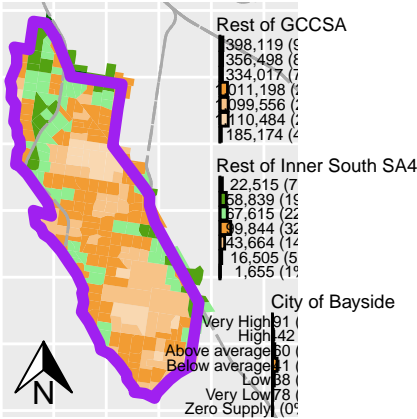 Rest of GCCSA
398,119 (9
356,498 (8
334,017 (7
011,198 (2
099,556 (2
110,484 (2
185,174 (4
Rest of Inner South SA4
22,515 (7
58,839 (19
67,615 (22
99,844 (32
43,664 (14
16,505 (5
1,655 (1%
City of Bayside
Very High 91 (
High 42
Above average 60 (
Below average 41 (
Low 38 (
Very Low 78 (
Zero Supply (0%
N